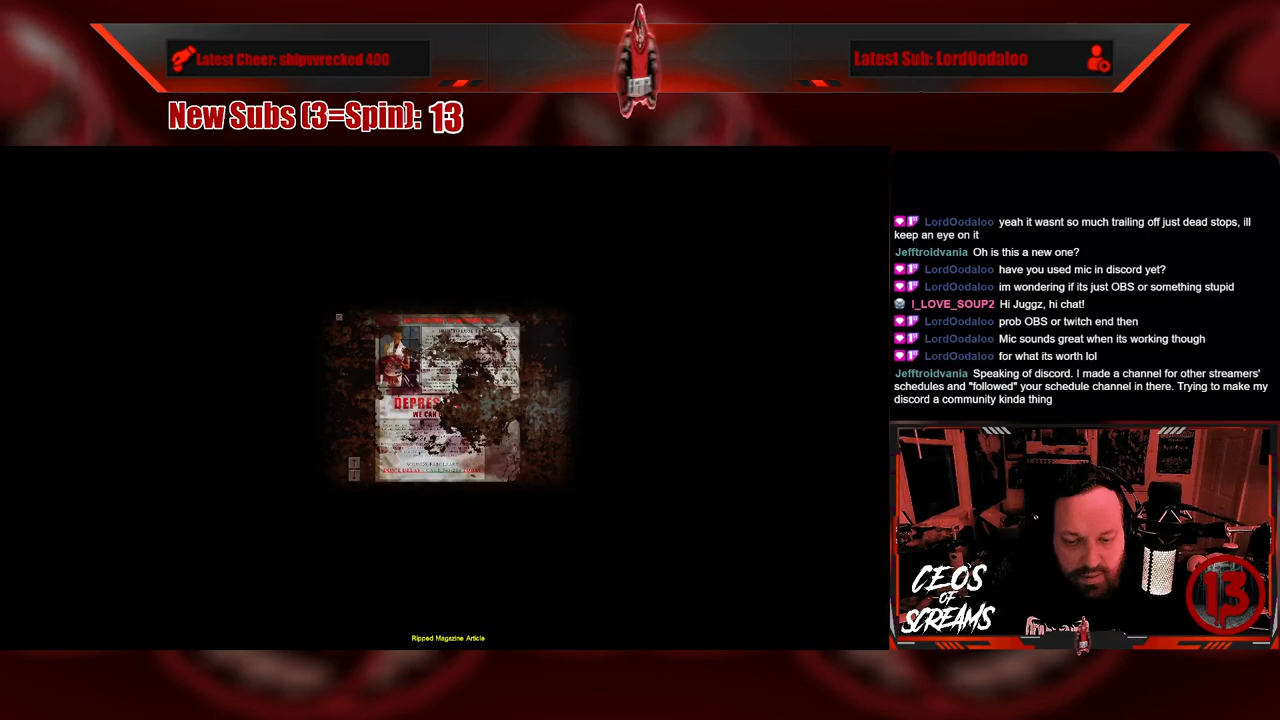 Latest Cheer: shipvvrecked 400
Latest Sub: LordOodaloo
New Subs (3=Spin): 13
LordOodaloo yeah it wasnt so much trailing off just dead stops, ill
keep an eye on it
Jefftroidvania Oh is this a new one?
LordOodaloo have you used mic in discord yet?
LordOodaloo im wondering if its just OBS or something stupid
I_LOVE_SOUP2 Hi Juggz, hi chat!
LordOodaloo prob OBS or twitch end then
LordOodaloo Mic sounds great when its working though
LordOodaloo for what its worth lol
Jefftroidvania Speaking of discord. I made a channel for other streamers'
schedules and "followed" your schedule channel in there. Trying to make my
discord a community kinda thing
DEPRES
WE CAN
CEO'S
OF
SCREAMS
13
Ripped Magazine Article